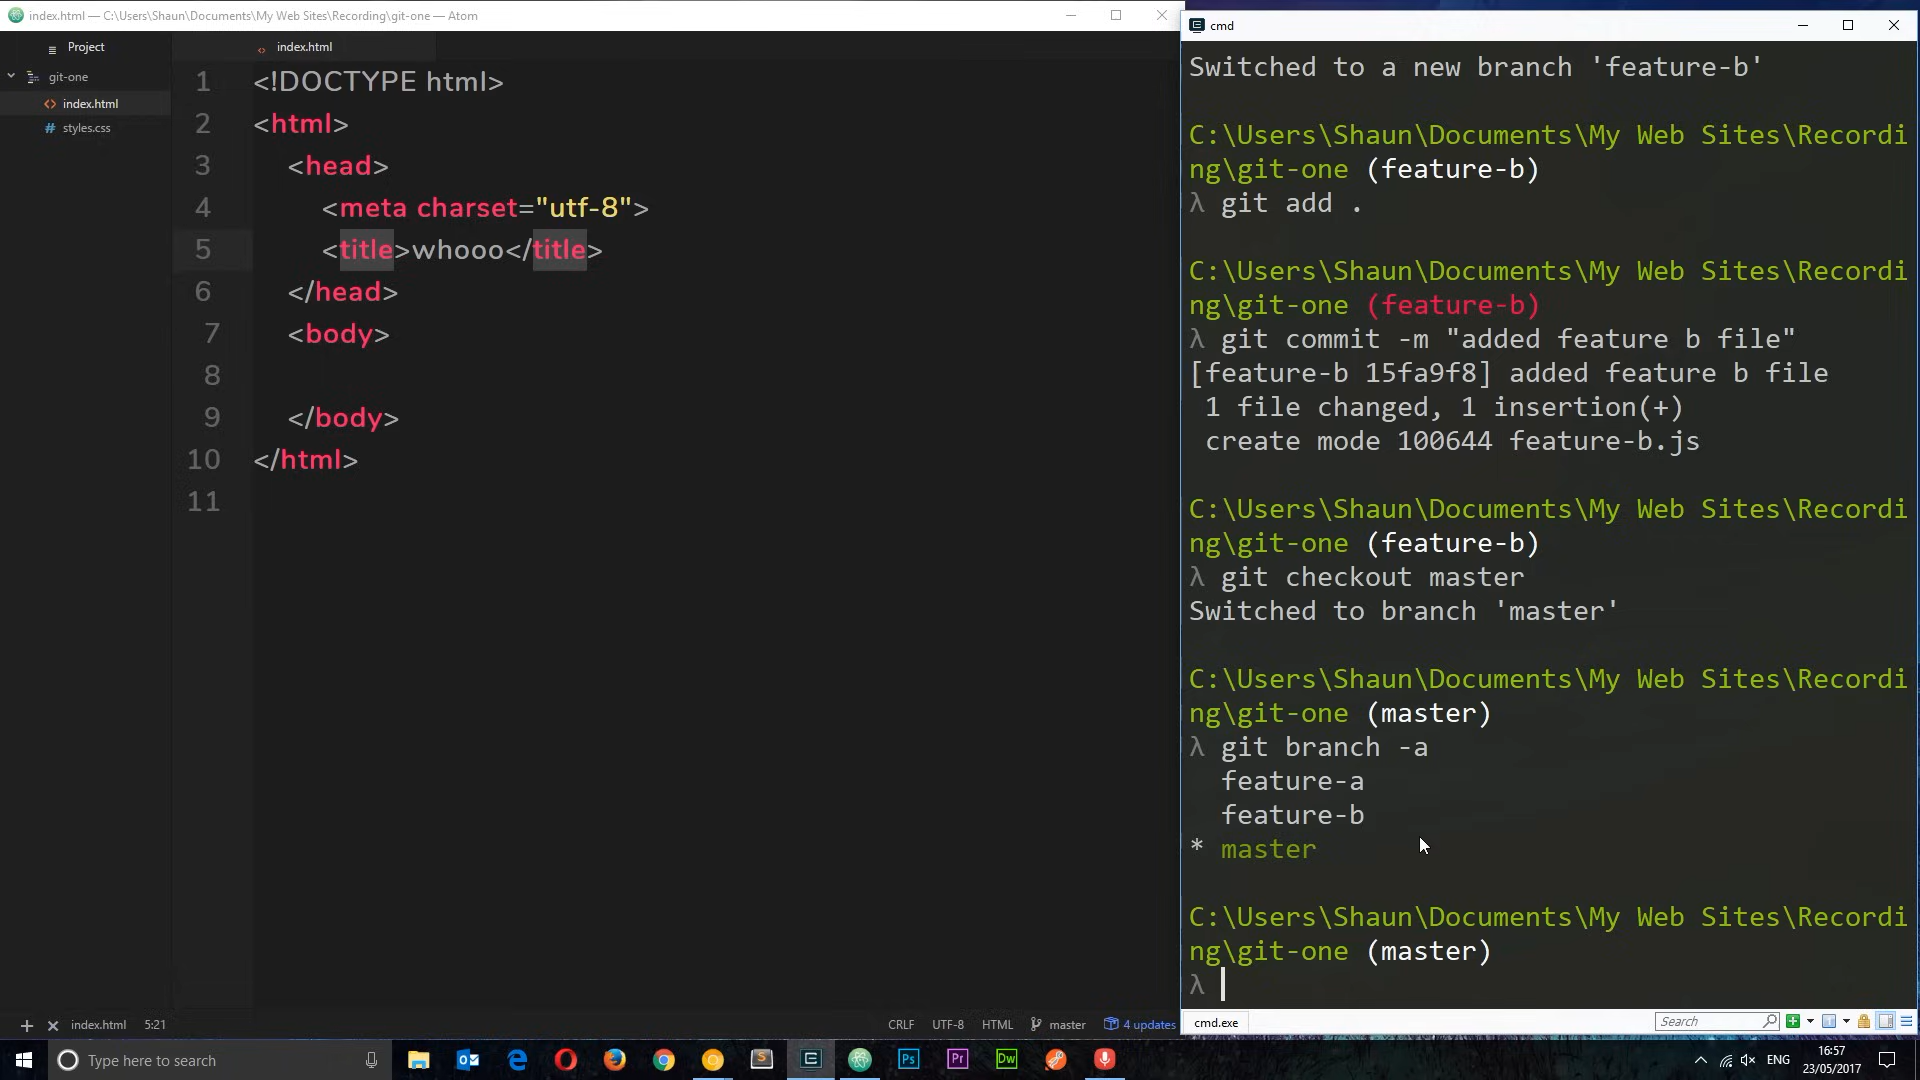 index.html — C:\Users\Shaun\Documents\My Web Sites\Recording\git-one — Atom
Project
git-one
index.html
styles.css
index.html
1 <!DOCTYPE html>
2 <html>
3 <head>
4 <meta charset="utf-8">
5 <title>whooo</title>
6 </head>
7 <body>
8
9 </body>
10 </html>
11
index.html 5:21 CRLF UTF-8 HTML master 4 updates
cmd
Switched to a new branch 'feature-b'
C:\Users\Shaun\Documents\My Web Sites\Recordi
ng\git-one (feature-b)
λ git add .
C:\Users\Shaun\Documents\My Web Sites\Recordi
ng\git-one (feature-b)
λ git commit -m "added feature b file"
[feature-b 15fa9f8] added feature b file
1 file changed, 1 insertion(+)
create mode 100644 feature-b.js
C:\Users\Shaun\Documents\My Web Sites\Recordi
ng\git-one (feature-b)
λ git checkout master
Switched to branch 'master'
C:\Users\Shaun\Documents\My Web Sites\Recordi
ng\git-one (master)
λ git branch -a
feature-a
feature-b
* master
C:\Users\Shaun\Documents\My Web Sites\Recordi
ng\git-one (master)
λ
cmd.exe
Search
Type here to search
Ps
Pr
Dw
ENG
16:57
23/05/2017